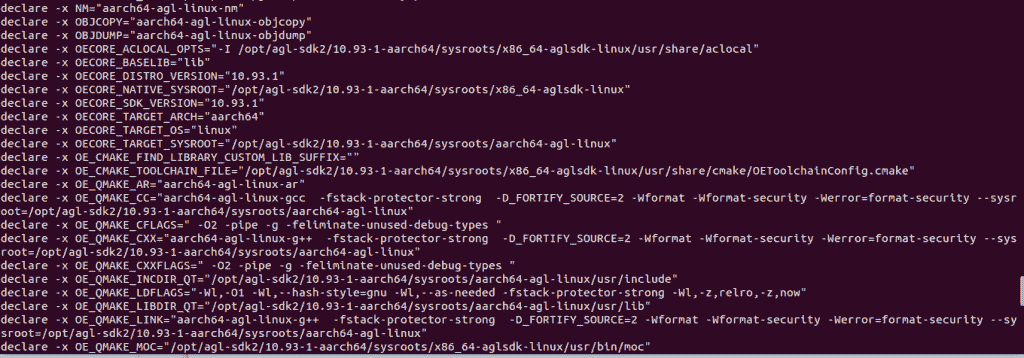 declare -x NM="aarch64-agl-linux-nm"
declare -x OBJCOPY="aarch64-agl-linux-objcopy"
declare -x OBJDUMP="aarch64-agl-linux-objdump"
declare -x OECORE_ACLOCAL_OPTS="-I /opt/agl-sdk2/10.93-1-aarch64/sysroots/x86_64-aglsdk-linux/usr/share/aclocal"
declare -x OECORE_BASELIB="lib"
declare -x OECORE_DISTRO_VERSION="10.93.1"
declare -x OECORE_NATIVE_SYSROOT="/opt/agl-sdk2/10.93-1-aarch64/sysroots/x86_64-aglsdk-linux"
declare -x OECORE_SDK_VERSION="10.93.1"
declare -x OECORE_TARGET_ARCH="aarch64"
declare -x OECORE_TARGET_OS="linux"
declare -x OECORE_TARGET_SYSROOT="/opt/agl-sdk2/10.93-1-aarch64/sysroots/aarch64-agl-linux"
declare -x OE_CMAKE_FIND_LIBRARY_CUSTOM_LIB_SUFFIX=""
declare -x OE_CMAKE_TOOLCHAIN_FILE="/opt/agl-sdk2/10.93-1-aarch64/sysroots/x86_64-aglsdk-linux/usr/share/cmake/OEToolchainConfig.cmake"
declare -x OE_QMAKE_AR="aarch64-agl-linux-ar"
declare -x OE_QMAKE_CC="aarch64-agl-linux-gcc  -fstack-protector-strong  -D_FORTIFY_SOURCE=2 -Wformat -Wformat-security -Werror=format-security --sysr
oot=/opt/agl-sdk2/10.93-1-aarch64/sysroots/aarch64-agl-linux"
declare -x OE_QMAKE_CFLAGS=" -O2 -pipe -g -feliminate-unused-debug-types "
declare -x OE_QMAKE_CXX="aarch64-agl-linux-g++  -fstack-protector-strong  -D_FORTIFY_SOURCE=2 -Wformat -Wformat-security -Werror=format-security --sys
root=/opt/agl-sdk2/10.93-1-aarch64/sysroots/aarch64-agl-linux"
declare -x OE_QMAKE_CXXFLAGS=" -O2 -pipe -g -feliminate-unused-debug-types "
declare -x OE_QMAKE_INCDIR_QT="/opt/agl-sdk2/10.93-1-aarch64/sysroots/aarch64-agl-linux/usr/include"
declare -x OE_QMAKE_LDFLAGS="-Wl,-O1 -Wl,--hash-style=gnu -Wl,--as-needed -fstack-protector-strong -Wl,-z,relro,-z,now"
declare -x OE_QMAKE_LIBDIR_QT="/opt/agl-sdk2/10.93-1-aarch64/sysroots/aarch64-agl-linux/usr/lib"
declare -x OE_QMAKE_LINK="aarch64-agl-linux-g++  -fstack-protector-strong  -D_FORTIFY_SOURCE=2 -Wformat -Wformat-security -Werror=format-security --sy
sroot=/opt/agl-sdk2/10.93-1-aarch64/sysroots/aarch64-agl-linux"
declare -x OE_QMAKE_MOC="/opt/agl-sdk2/10.93-1-aarch64/sysroots/x86_64-aglsdk-linux/usr/bin/moc"